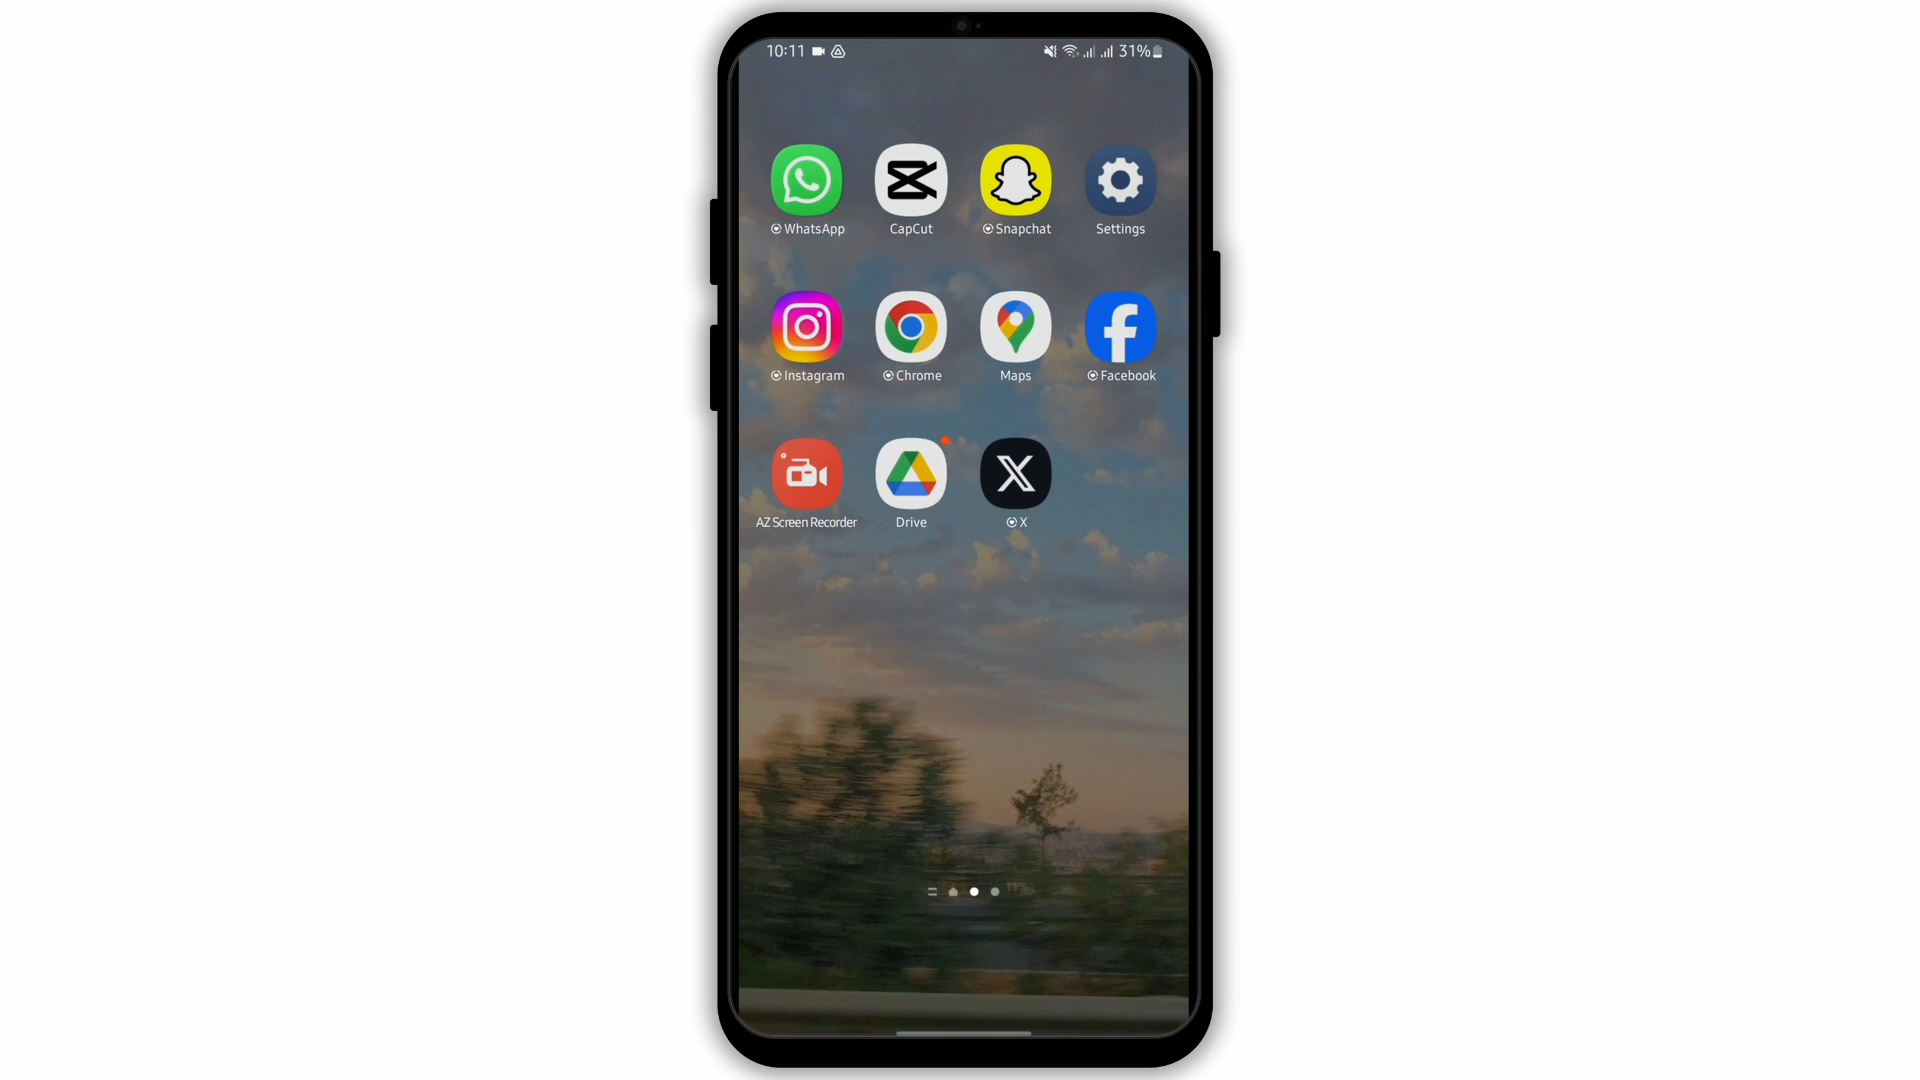 10:11 31%
WhatsApp CapCut Snapchat Settings
Instagram Chrome Maps Facebook
AZ Screen Recorder Drive X